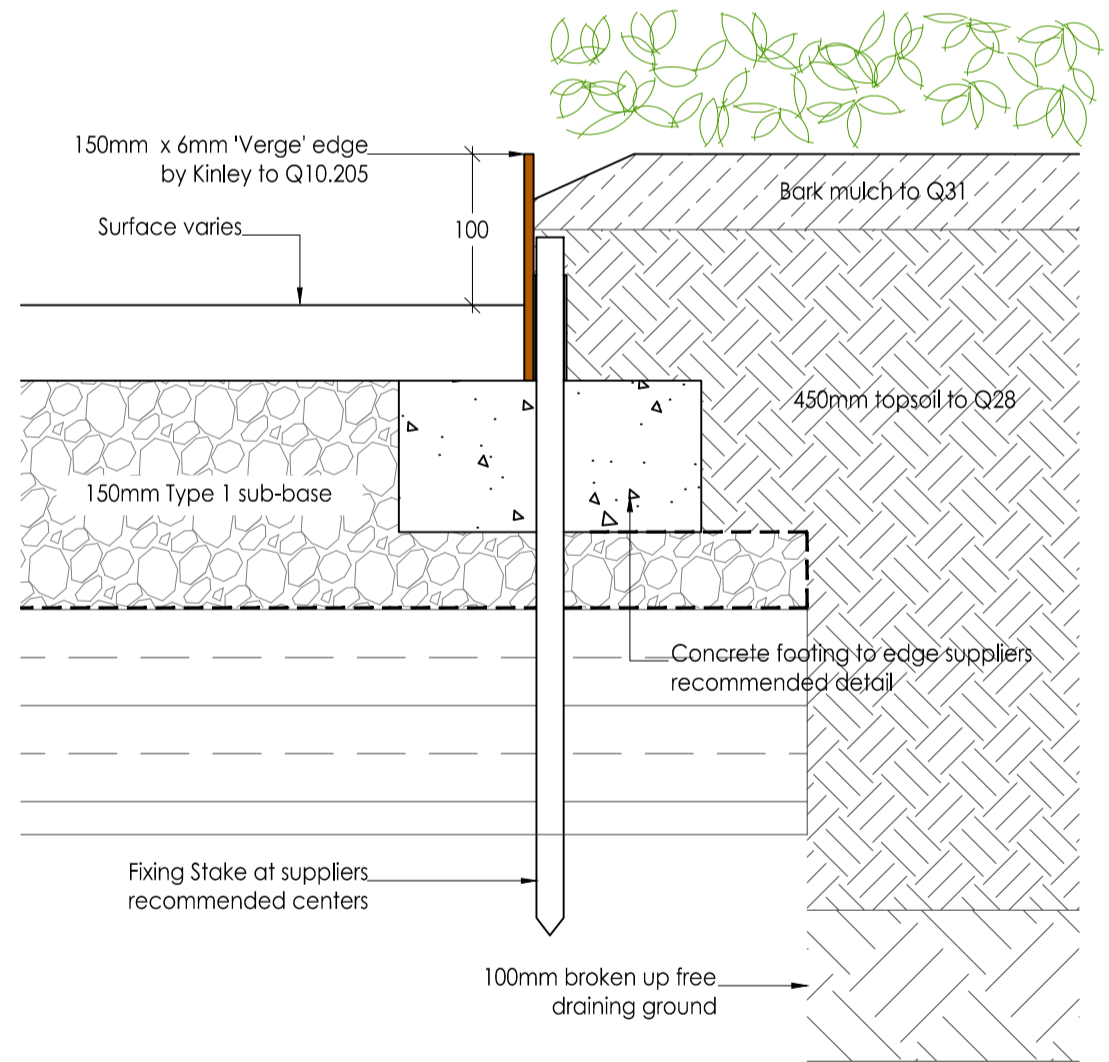 150mm x 6mm 'Verge' edge
by Kinley to Q10.205
Bark mulch to Q31
Surface varies
100
450mm topsoil to Q28
150mm Type 1 sub-base
Concrete footing to edge suppliers
recommended detail
Fixing Stake at suppliers
recommended centers
100mm broken up free
draining ground